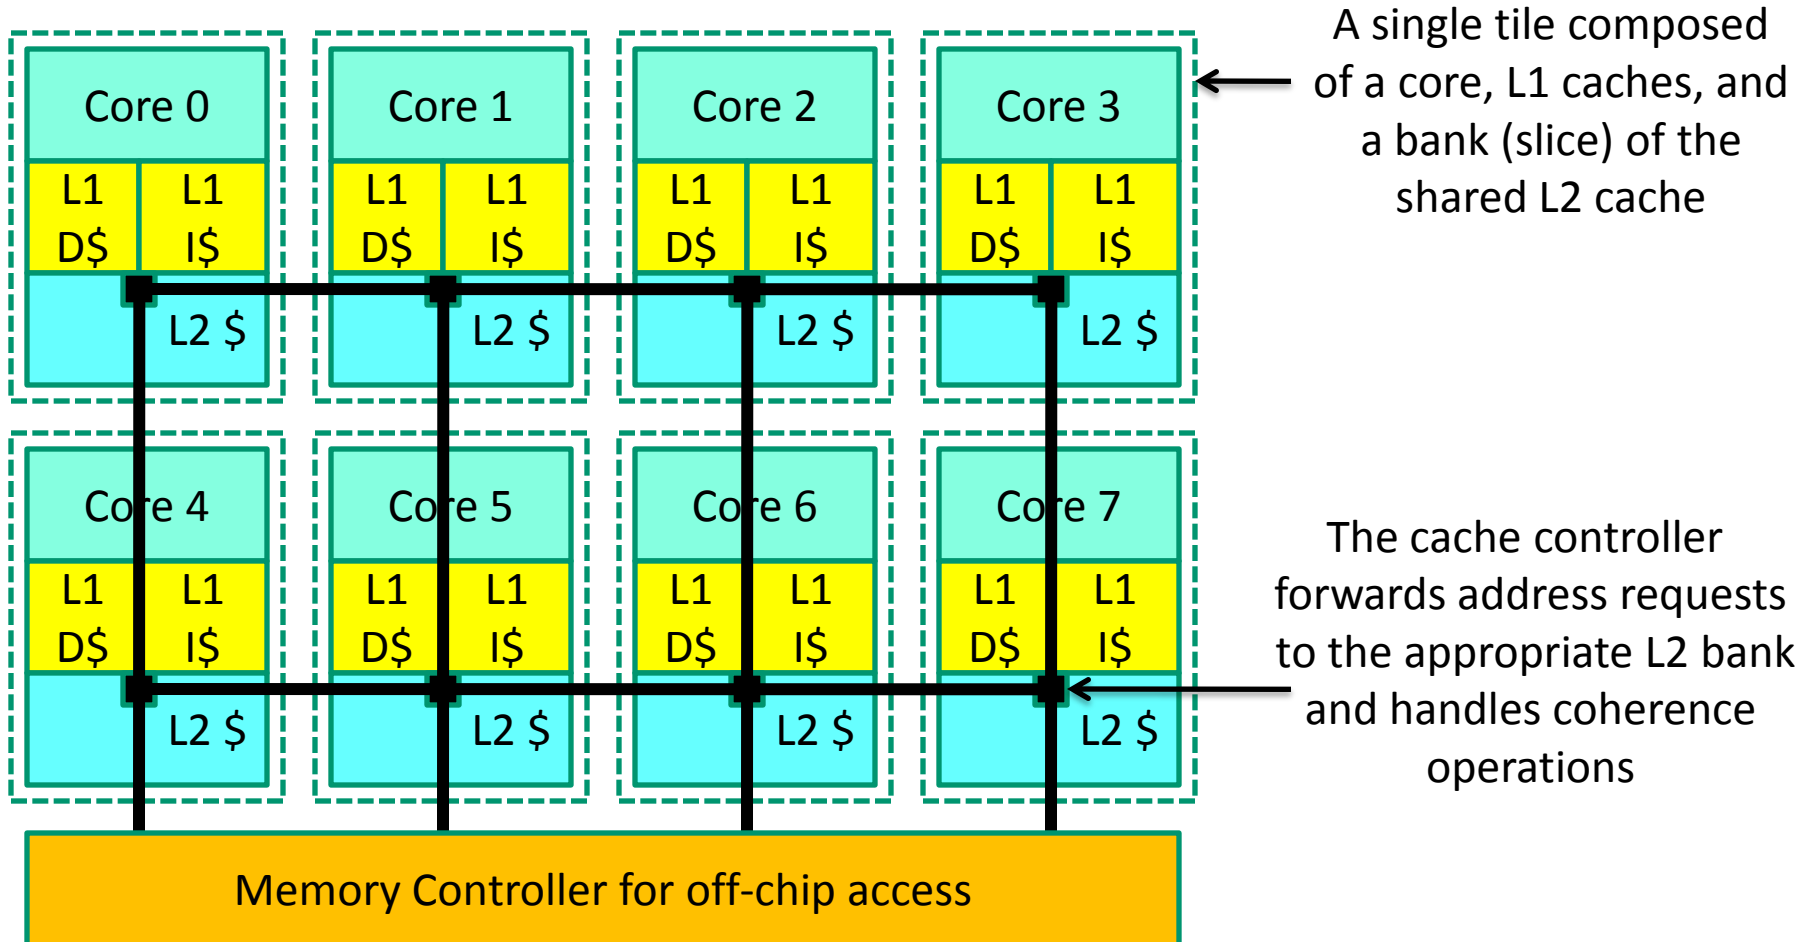 A single tile composed
of a core, L1 caches, and
a bank (slice) of the
shared L2 cache
Core 0 Core 1 Core 2 Core 3
L1 L1 L1 L1 L1 L1 L1 L1
D$ I$ D$ I$ D$ I$ D$ I$
L2 $ L2 $ L2 $ L2 $
Core 4 Core 5 Core 6 Core 7
L1 L1 L1 L1 L1 L1 L1 L1
D$ I$ D$ I$ D$ I$ D$ I$
L2 $ L2 $ L2 $ L2 $
The cache controller
forwards address requests
to the appropriate L2 bank
and handles coherence
operations
Memory Controller for off-chip access